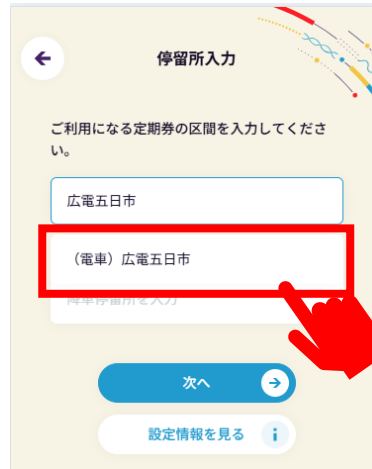 停留所入力
ご利用になる定期券の区間を入力してくださ
い。
広電五日市
（電車）広電五日市
降車停留所を入力
次へ
設定情報を見る i